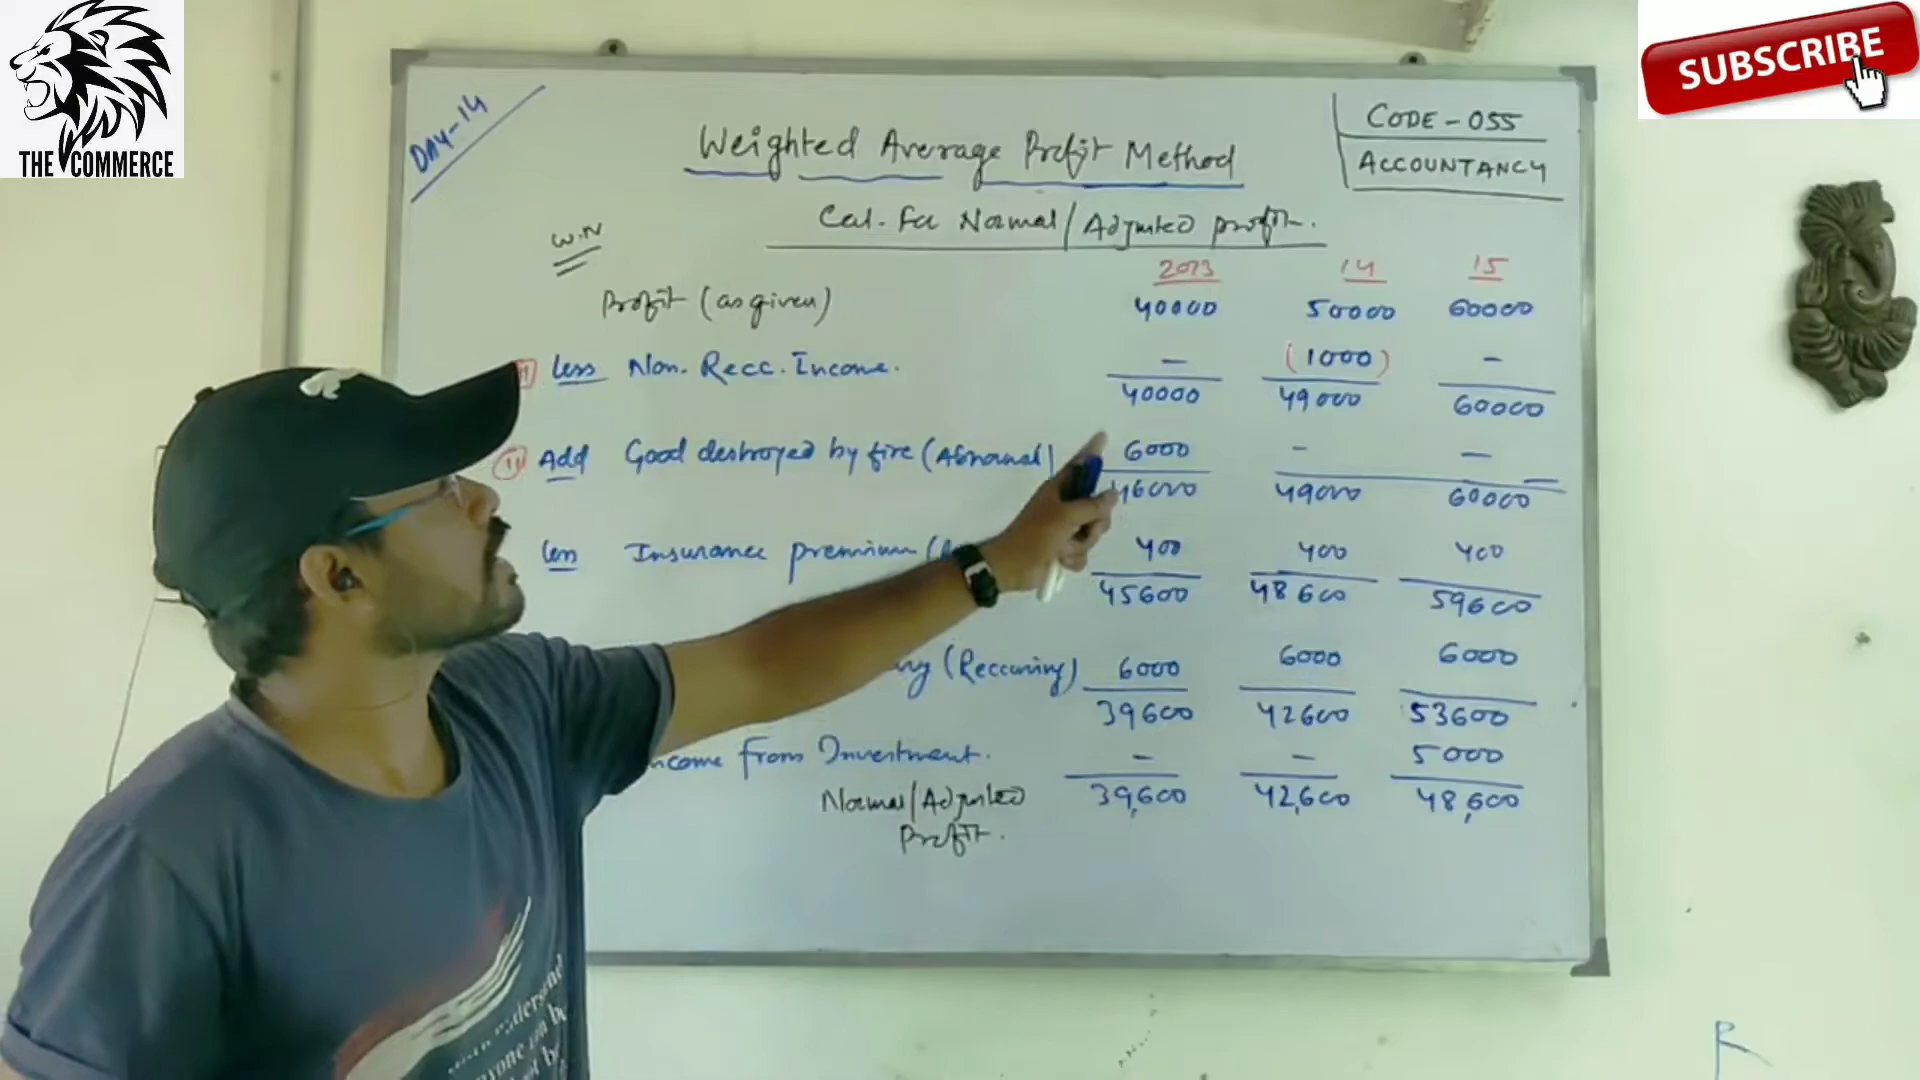 THE COMMERCE
SUBSCRIBE
DAY-14
CODE-055
ACCOUNTANCY
Weighted Average Profit Method
Cal. For Normal/Adjusted profit.
W.N
2013 14 15
Profit (as given) 40000 50000 60000
less Non. Recc. Income. - (1000) -
40000 49000 60000
Add Good destroyed by fire (Abnormal) 6000 - -
46000 49000 60000
less Insurance premium ( 400 400 400
45600 48600 59600
(Reccuring) 6000 6000 6000
39600 42600 53600
ncome from Investment. - - 5000
Normal/Adjusted 39,600 42,600 48,600
Profit.
R